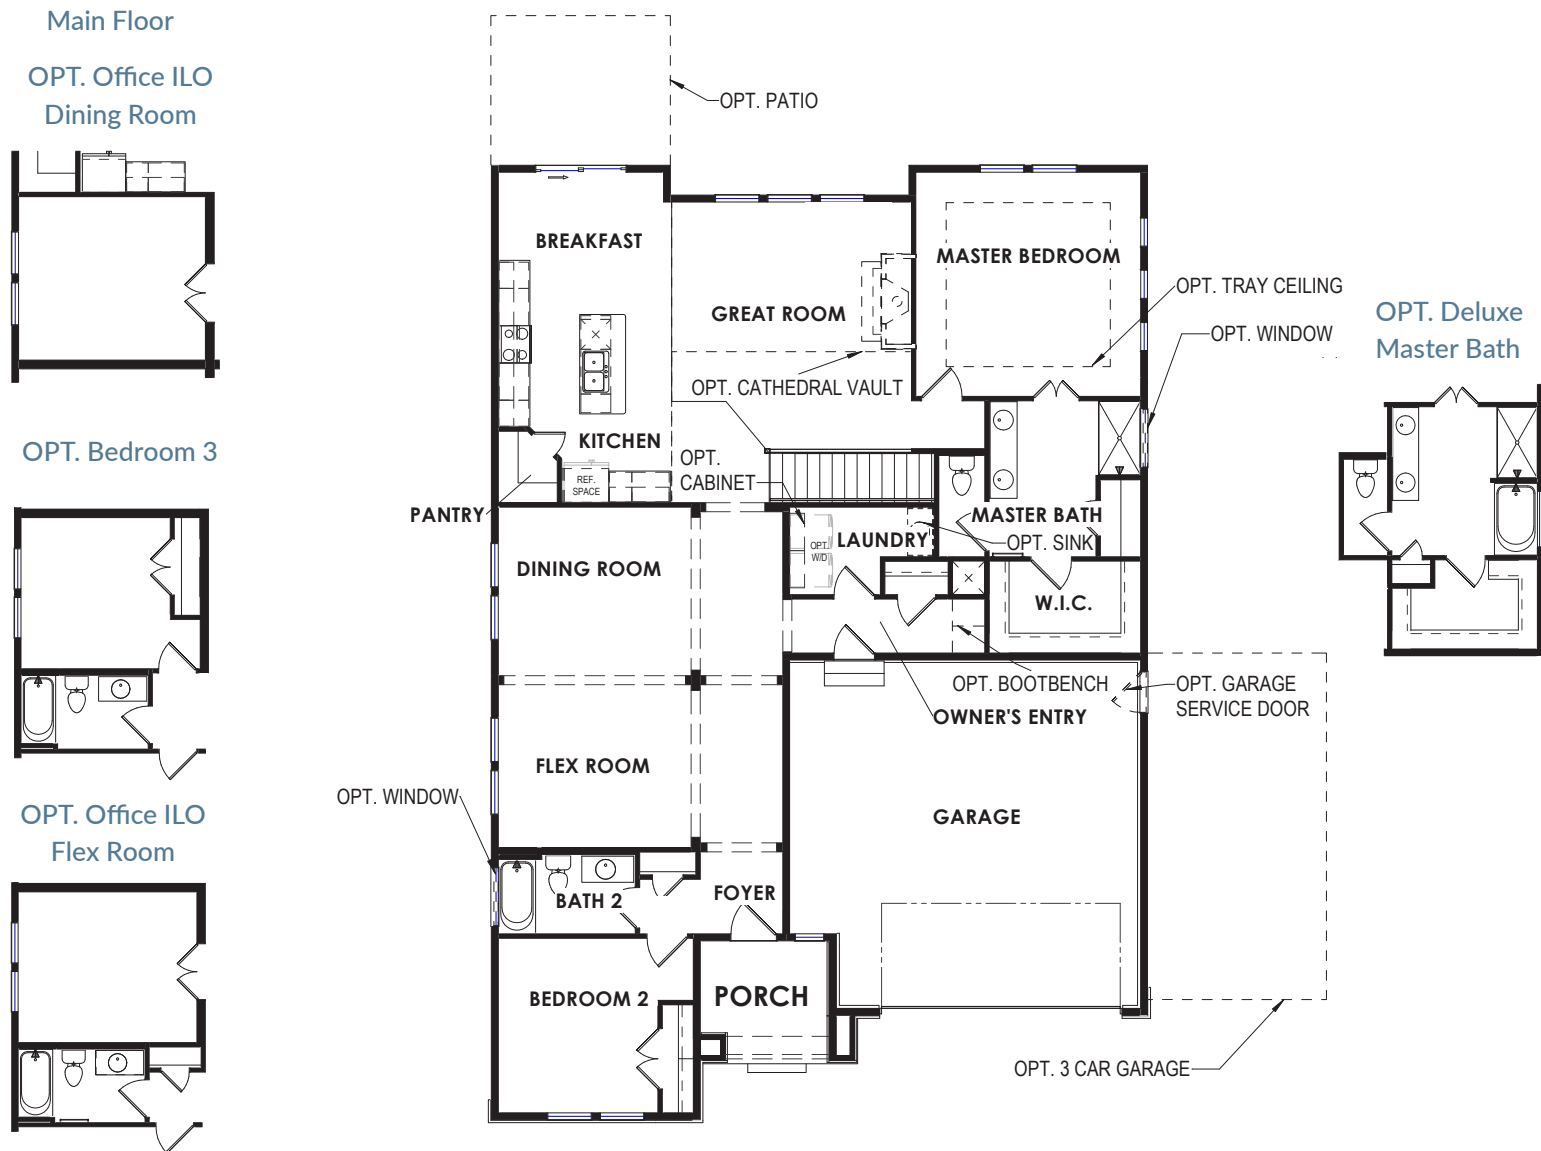 Main Floor
OPT. Office ILO
Dining Room
OPT. Bedroom 3
OPT. Office ILO
Flex Room
OPT. PATIO
BREAKFAST
MASTER BEDROOM
GREAT ROOM
OPT. TRAY CEILING
OPT. WINDOW
OPT. CATHEDRAL VAULT
KITCHEN
OPT.
CABINET
REF.
SPACE
PANTRY
MASTER BATH
LAUNDRY
OPT. SINK
OPT.
W/D
DINING ROOM
W.I.C.
OPT. BOOTBENCH
OPT. GARAGE
SERVICE DOOR
OWNER'S ENTRY
FLEX ROOM
OPT. WINDOW
GARAGE
BATH 2
FOYER
BEDROOM 2
PORCH
OPT. 3 CAR GARAGE
OPT. Deluxe
Master Bath